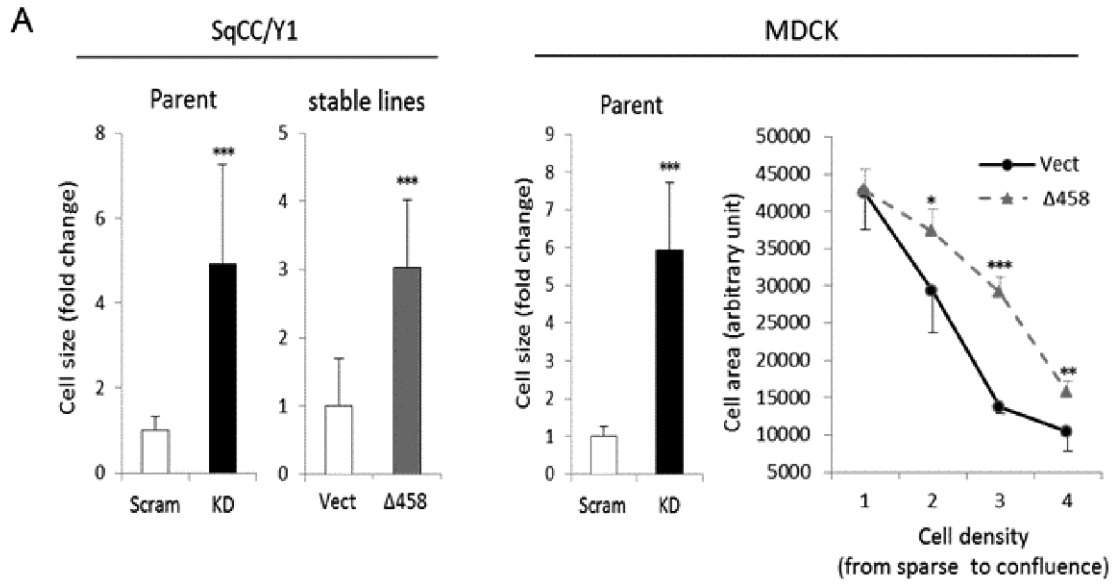 A
SqCC/Y1
MDCK
Parent
stable lines
Parent
Cell size (fold change)
8
6
4
2
0
***
Scram KD
5
4
3
2
1
0
***
Vect Δ458
Cell size (fold change)
9
8
7
6
5
4
3
2
1
0
***
Scram KD
Cell area (arbitrary unit)
50000
45000
40000
35000
30000
25000
20000
15000
10000
5000
Vect
Δ458
*
***
**
1 2 3 4
Cell density
(from sparse to confluence)